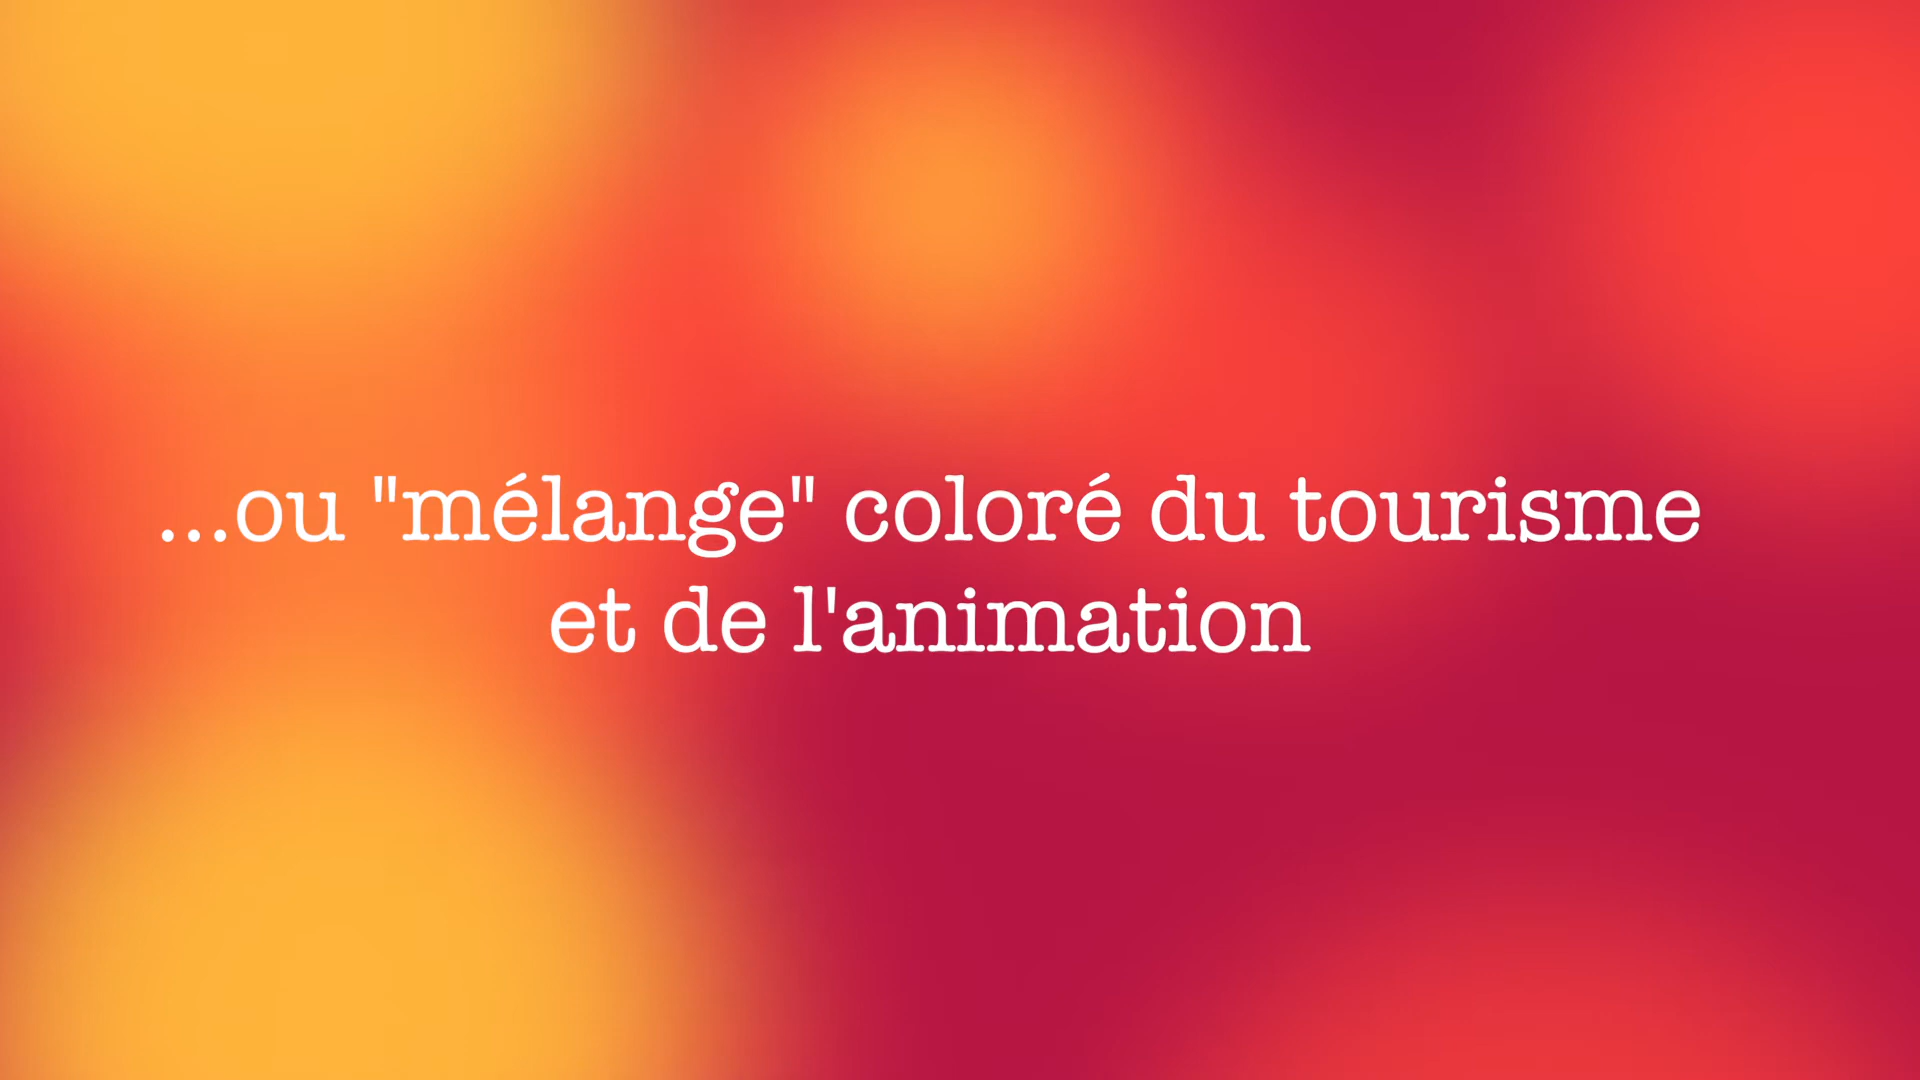 ...ou "mélange" coloré du tourisme
et de l'animation